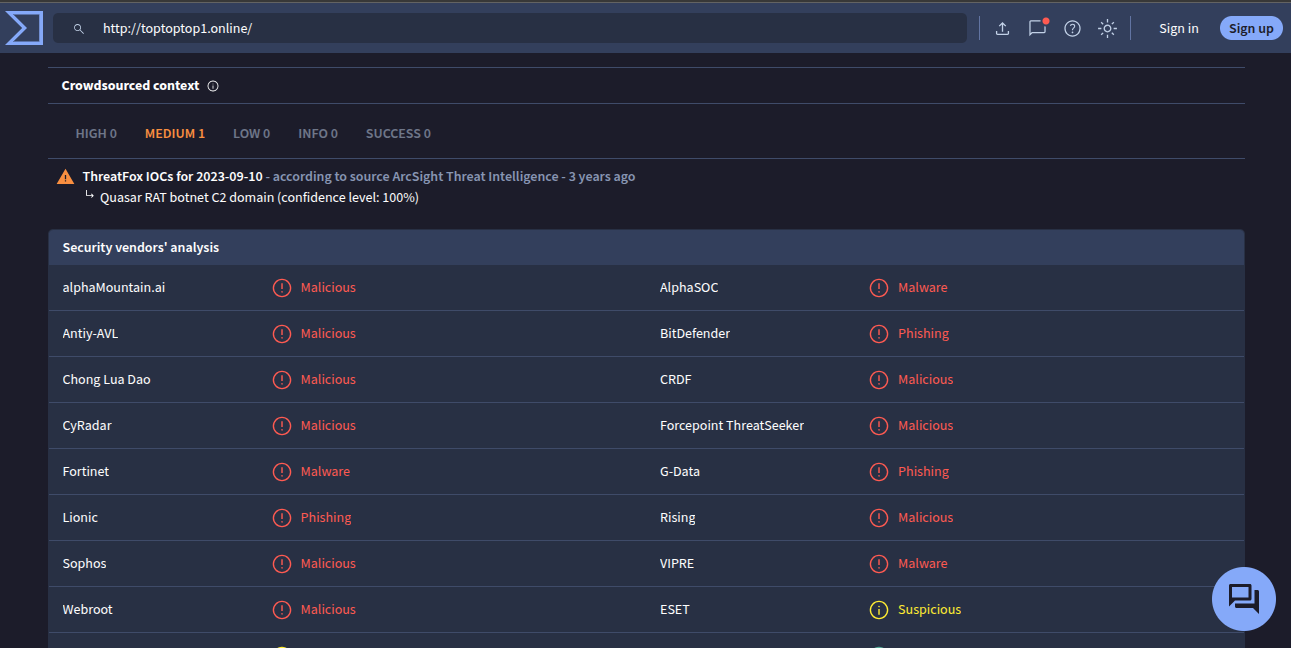 http://toptoptop1.online/
Sign in
Sign up
Crowdsourced context
HIGH 0 MEDIUM 1 LOW 0 INFO 0 SUCCESS 0
ThreatFox IOCs for 2023-09-10 - according to source ArcSight Threat Intelligence - 3 years ago
Quasar RAT botnet C2 domain (confidence level: 100%)
Security vendors' analysis
alphaMountain.ai Malicious AlphaSOC Malware
Antiy-AVL Malicious BitDefender Phishing
Chong Lua Dao Malicious CRDF Malicious
CyRadar Malicious Forcepoint ThreatSeeker Malicious
Fortinet Malware G-Data Phishing
Lionic Phishing Rising Malicious
Sophos Malicious VIPRE Malware
Webroot Malicious ESET Suspicious